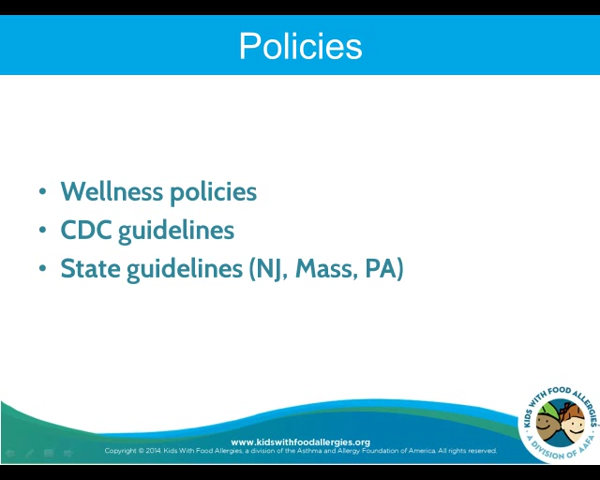 Policies
• Wellness policies
• CDC guidelines
• State guidelines (NJ, Mass, PA)
KIDS WITH FOOD ALLERGIES
A DIVISION OF AAFA
www.kidswithfoodallergies.org
Copyright © 2014. Kids With Food Allergies, a division of the Asthma and Allergy Foundation of America. All rights reserved.